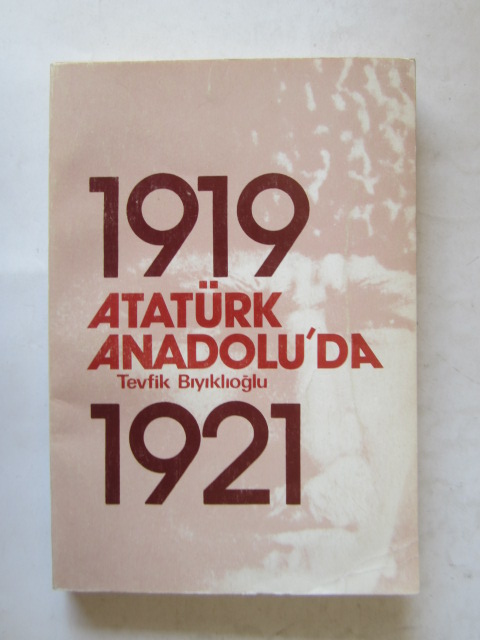 1919
ATATÜRK
ANADOLU'DA
Tevfik Bıyıklıoğlu
1921